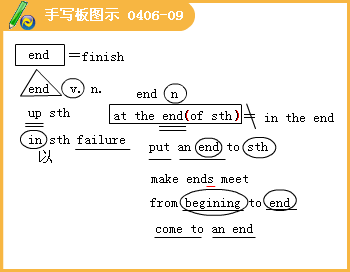 手写板图示 0406-09
end =finish
end v. n.
up sth
in sth failure
以
end n
at the end(of sth)= in the end
put an end to sth
make ends meet
from begining to end
come to an end